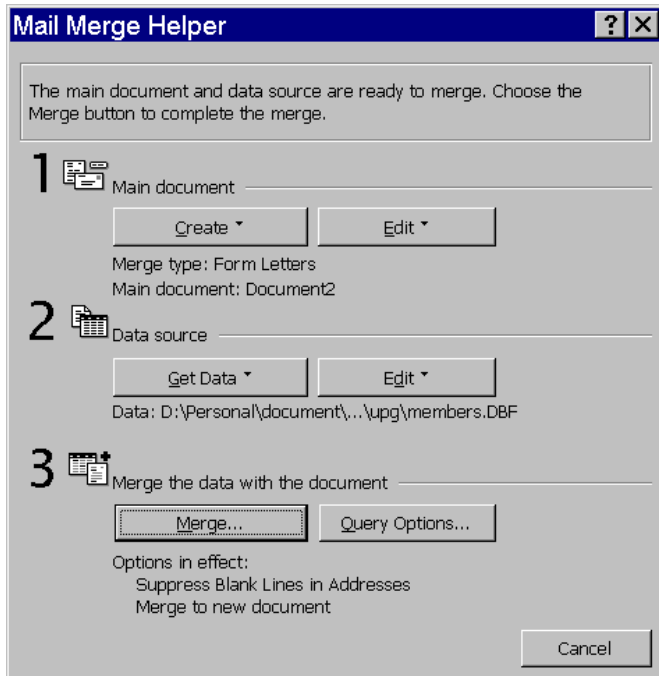 Mail Merge Helper
The main document and data source are ready to merge. Choose the
Merge button to complete the merge.
1 Main document
Create Edit
Merge type: Form Letters
Main document: Document2
2 Data source
Get Data Edit
Data: D:\Personal\document\...\upg\members.DBF
3 Merge the data with the document
Merge... Query Options...
Options in effect:
Suppress Blank Lines in Addresses
Merge to new document
Cancel